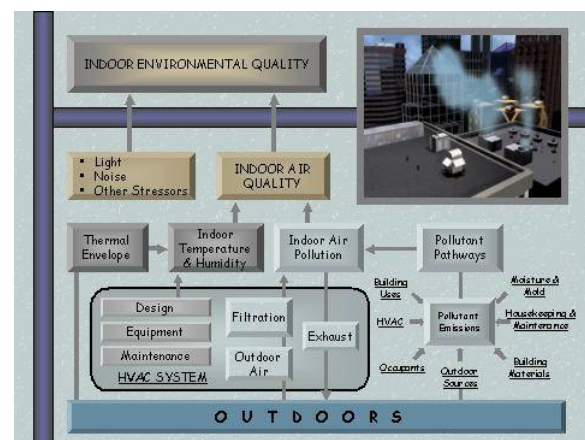 INDOOR ENVIRONMENTAL QUALITY
Light
Noise
Other Stressors
INDOOR AIR
QUALITY
Thermal
Envelope
Indoor
Temperature
& Humidity
Indoor Air
Pollution
Pollutant
Pathways
Design
Equipment
Maintenance
HVAC SYSTEM
Filtration
Outdoor
Air
Exhaust
Building
Uses
HVAC
Occupants
Pollutant
Emissions
Outdoor
Sources
Moisture &
Mold
Housekeeping
& Maintenance
Building
Materials
OUTDOORS